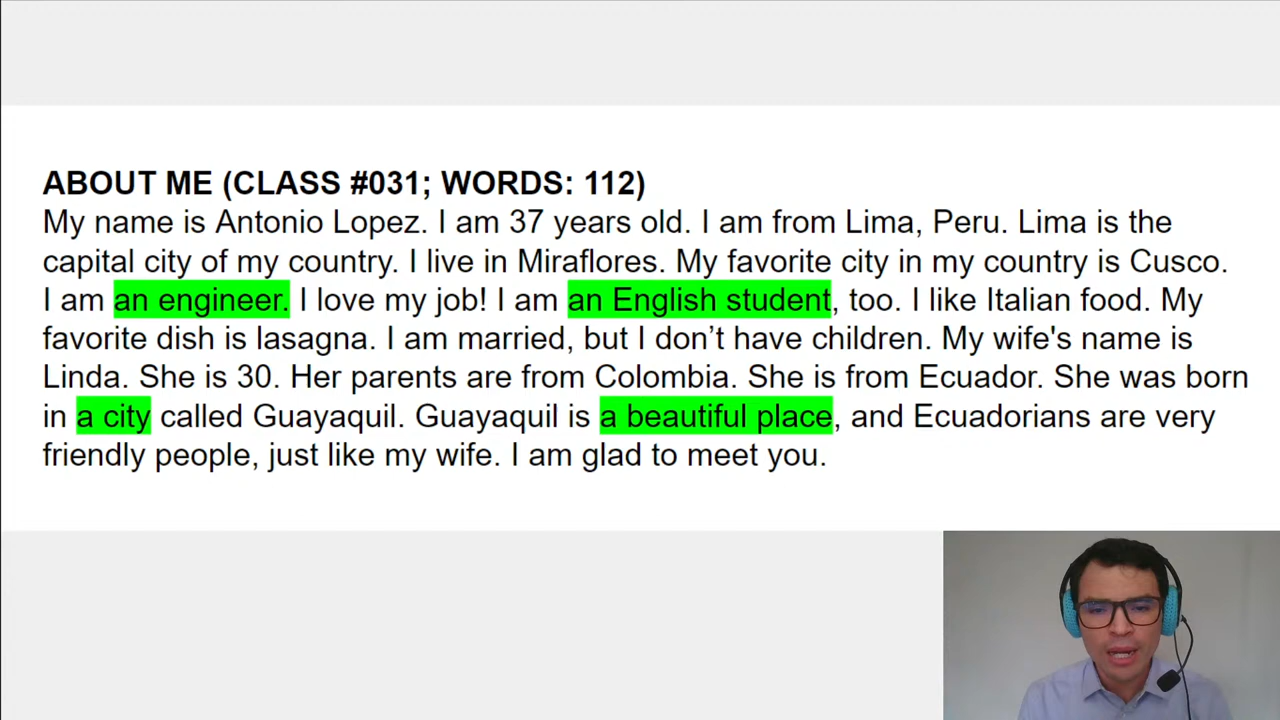 ABOUT ME (CLASS #031; WORDS: 112)
My name is Antonio Lopez. I am 37 years old. I am from Lima, Peru. Lima is the
capital city of my country. I live in Miraflores. My favorite city in my country is Cusco.
I am an engineer. I love my job! I am an English student, too. I like Italian food. My
favorite dish is lasagna. I am married, but I don’t have children. My wife's name is
Linda. She is 30. Her parents are from Colombia. She is from Ecuador. She was born
in a city called Guayaquil. Guayaquil is a beautiful place, and Ecuadorians are very
friendly people, just like my wife. I am glad to meet you.